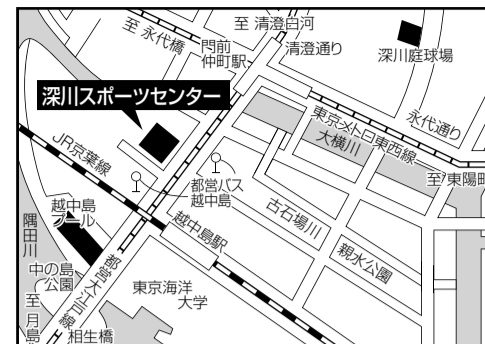 至 永代橋
至 清澄白河
門前
仲町駅
清澄通り
深川庭球場
深川スポーツセンター
永代通り
東京メトロ東西線
大横川
至 東陽町
JR京葉線
都営バス
越中島
古石場川
親水公園
越中島
プール
越中島駅
隅田川
中の島
公園
都営大江戸線
東京海洋
大学
至 月島
相生橋